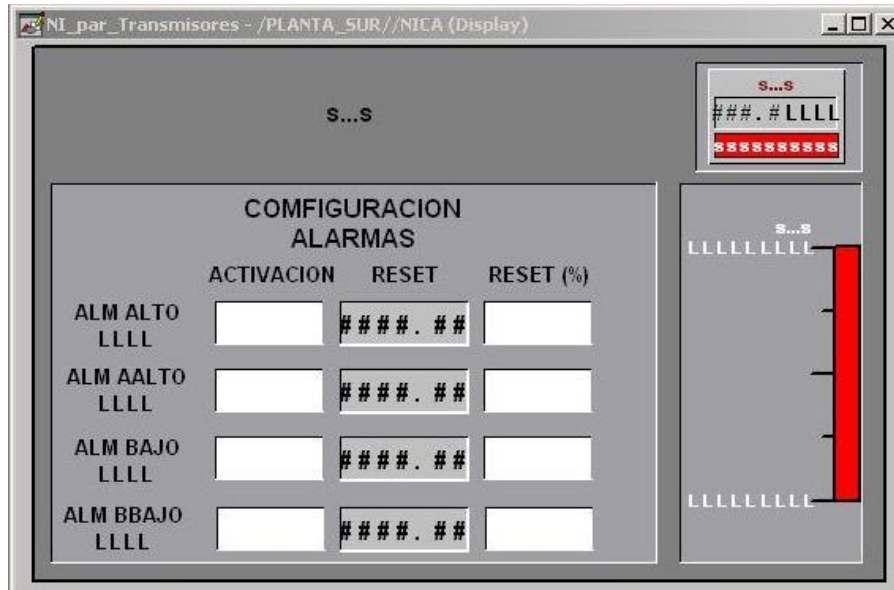 NI_par_Transmisores - /PLANTA_SUR//NICA (Display)
s...s
s...s
###.#LLLL
ssssssssss
COMFIGURACION
ALARMAS
ACTIVACION RESET RESET (%)
ALM ALTO
LLLL
####.##
ALM AALTO
LLLL
####.##
ALM BAJO
LLLL
####.##
ALM BBAJO
LLLL
####.##
s...s
LLLLLLLLL
LLLLLLLLL